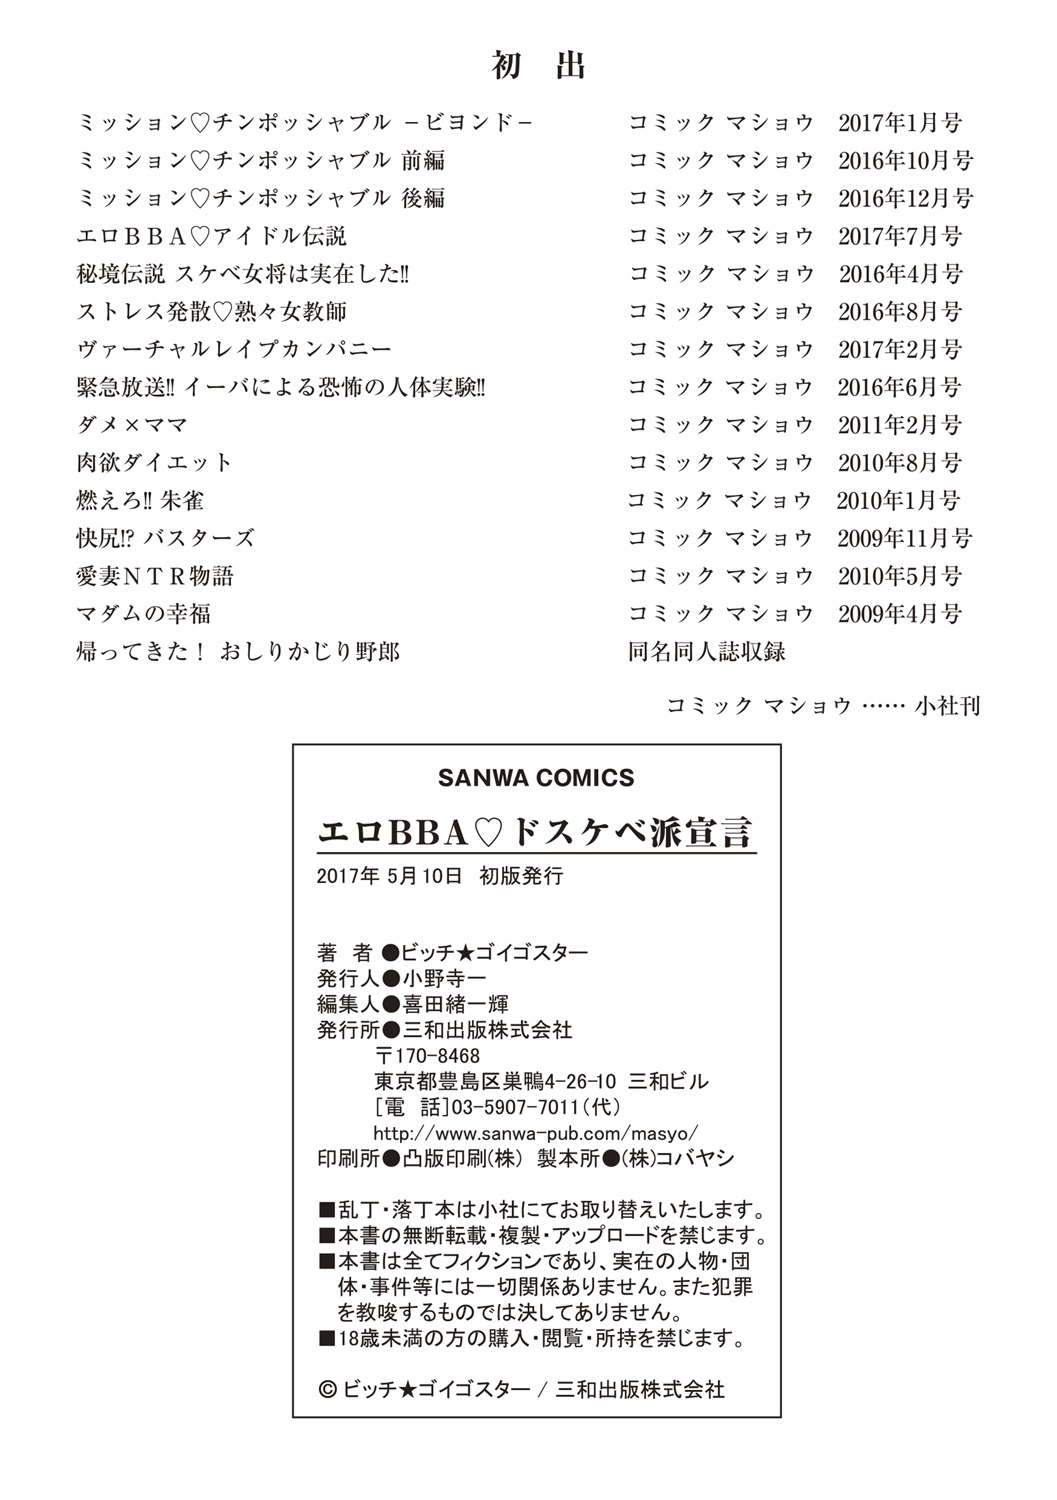 初　出
ミッション♡チンポッシャブル －ビヨンド－　コミック マショウ　2017年1月号
ミッション♡チンポッシャブル 前編　コミック マショウ　2016年10月号
ミッション♡チンポッシャブル 後編　コミック マショウ　2016年12月号
エロＢＢＡ♡アイドル伝説　コミック マショウ　2017年7月号
秘境伝説 スケベ女将は実在した!!　コミック マショウ　2016年4月号
ストレス発散♡熟々女教師　コミック マショウ　2016年8月号
ヴァーチャルレイプカンパニー　コミック マショウ　2017年2月号
緊急放送!! イーバによる恐怖の人体実験!!　コミック マショウ　2016年6月号
ダメ×ママ　コミック マショウ　2011年2月号
肉欲ダイエット　コミック マショウ　2010年8月号
燃えろ!! 朱雀　コミック マショウ　2010年1月号
快尻!? バスターズ　コミック マショウ　2009年11月号
愛妻ＮＴＲ物語　コミック マショウ　2010年5月号
マダムの幸福　コミック マショウ　2009年4月号
帰ってきた！ おしりかじり野郎　同名同人誌収録
コミック マショウ …… 小社刊
SANWA COMICS
エロBBA♡ドスケベ派宣言
2017年 5月10日　初版発行
著　者 ●ビッチ★ゴイゴスター
発行人●小野寺一
編集人●喜田緒一輝
発行所●三和出版株式会社
〒170-8468
東京都豊島区巣鴨4-26-10 三和ビル
［電　話］03-5907-7011（代）
http://www.sanwa-pub.com/masyo/
印刷所●凸版印刷(株) 製本所●(株)コバヤシ
■乱丁・落丁本は小社にてお取り替えいたします。
■本書の無断転載・複製・アップロードを禁じます。
■本書は全てフィクションであり、実在の人物・団
体・事件等には一切関係ありません。また犯罪
を教唆するものでは決してありません。
■18歳未満の方の購入・閲覧・所持を禁じます。
© ビッチ★ゴイゴスター / 三和出版株式会社